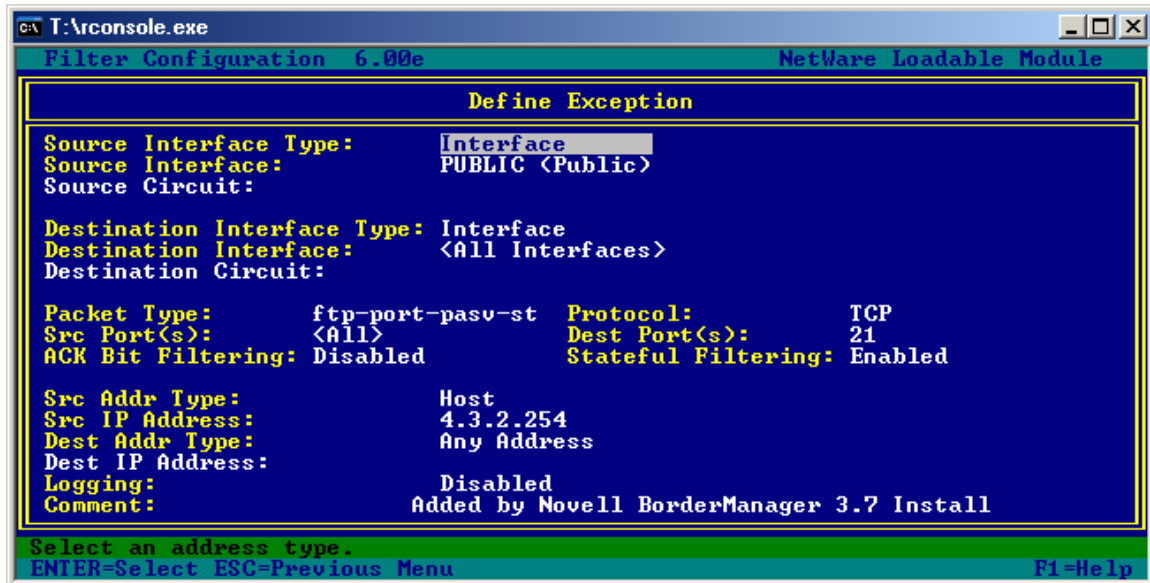 T:\rconsole.exe
Filter Configuration 6.00e NetWare Loadable Module
Define Exception
Source Interface Type: Interface
Source Interface: PUBLIC <Public>
Source Circuit:
Destination Interface Type: Interface
Destination Interface: <All Interfaces>
Destination Circuit:
Packet Type: ftp-port-pasv-st Protocol: TCP
Src Port(s): <All> Dest Port(s): 21
ACK Bit Filtering: Disabled Stateful Filtering: Enabled
Src Addr Type: Host
Src IP Address: 4.3.2.254
Dest Addr Type: Any Address
Dest IP Address:
Logging: Disabled
Comment: Added by Novell BorderManager 3.7 Install
Select an address type.
ENTER=Select ESC=Previous Menu F1=Help